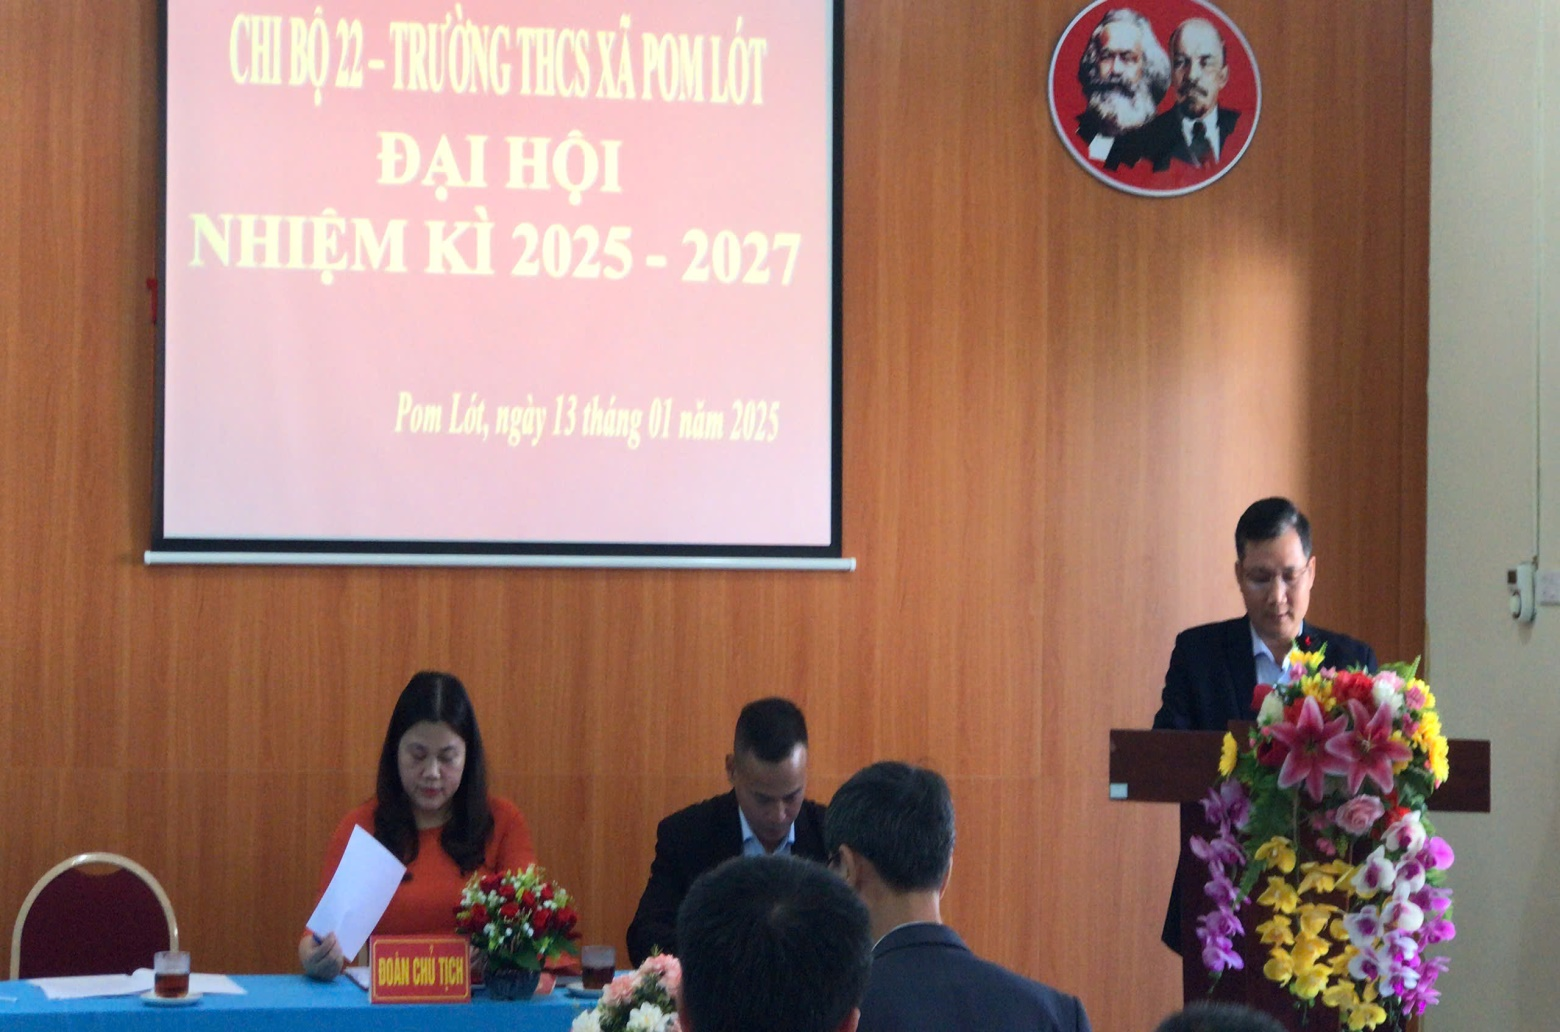 CHI BỘ 22 – TRƯỜNG THCS XÃ POM LÓT
ĐẠI HỘI
NHIỆM KÌ 2025 - 2027
Pom Lót, ngày 13 tháng 01 năm 2025
ĐOÀN CHỦ TỊCH